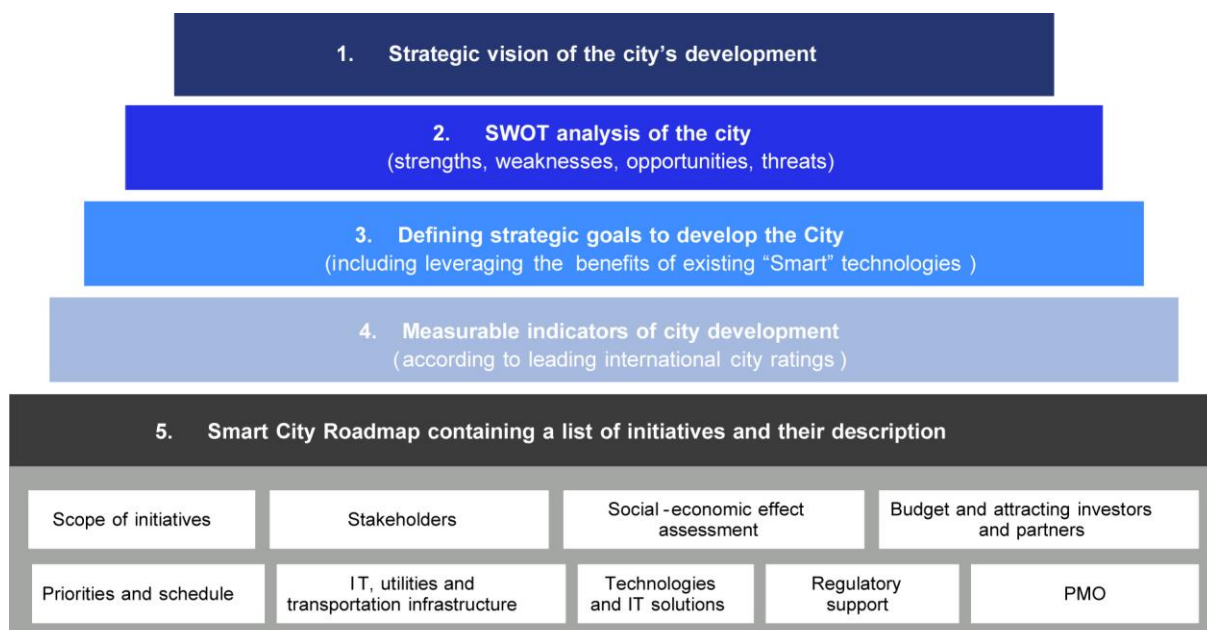 1. Strategic vision of the city’s development
2. SWOT analysis of the city
(strengths, weaknesses, opportunities, threats)
3. Defining strategic goals to develop the City
(including leveraging the benefits of existing “Smart” technologies )
4. Measurable indicators of city development
(according to leading international city ratings )
5. Smart City Roadmap containing a list of initiatives and their description
Scope of initiatives
Stakeholders
Social-economic effect
assessment
Budget and attracting investors
and partners
Priorities and schedule
IT, utilities and
transportation infrastructure
Technologies
and IT solutions
Regulatory
support
PMO